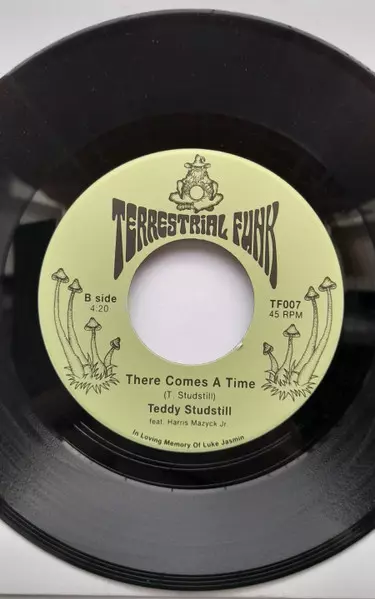 TERRESTRIAL FUNK
B side
4.20
TF007
45 RPM
There Comes A Time
(T. Studstill)
Teddy Studstill
feat. Harris Mazyck Jr.
In Loving Memory Of Luke Jasmin